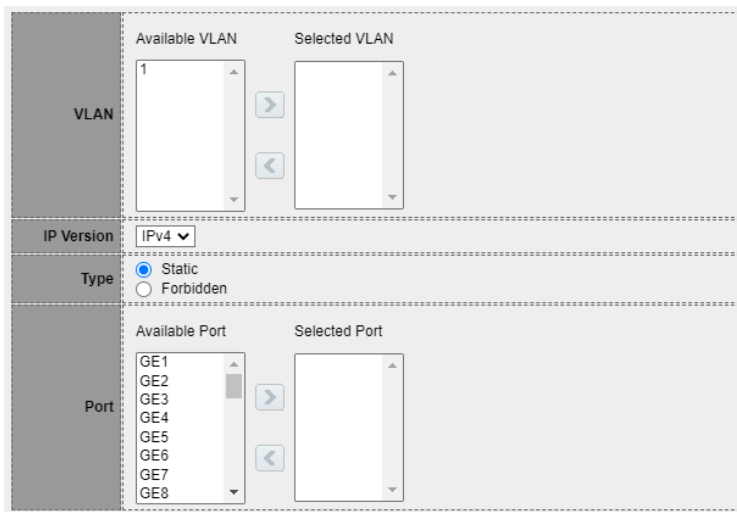 Available VLAN Selected VLAN
1
VLAN
IP Version IPv4
Type
Static
Forbidden
Available Port Selected Port
Port
GE1
GE2
GE3
GE4
GE5
GE6
GE7
GE8